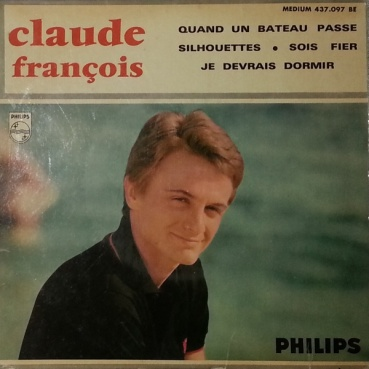 MEDIUM 437.097 BE
claude
françois
QUAND UN BATEAU PASSE
SILHOUETTES • SOIS FIER
JE DEVRAIS DORMIR
PHILIPS
PHILIPS